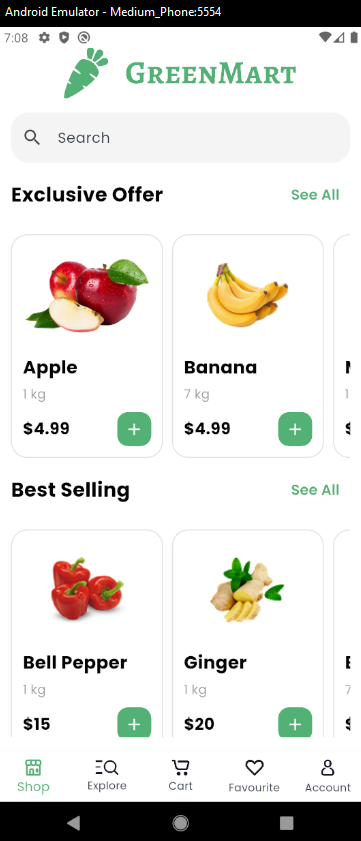 Android Emulator - Medium_Phone:5554
7:08
GREENMART
Search
Exclusive Offer See All
Apple Banana
1 kg 7 kg 1
$4.99 $4.99
Best Selling See All
Bell Pepper Ginger
1 kg 1 kg 7
$15 $20
Shop Explore Cart Favourite Account